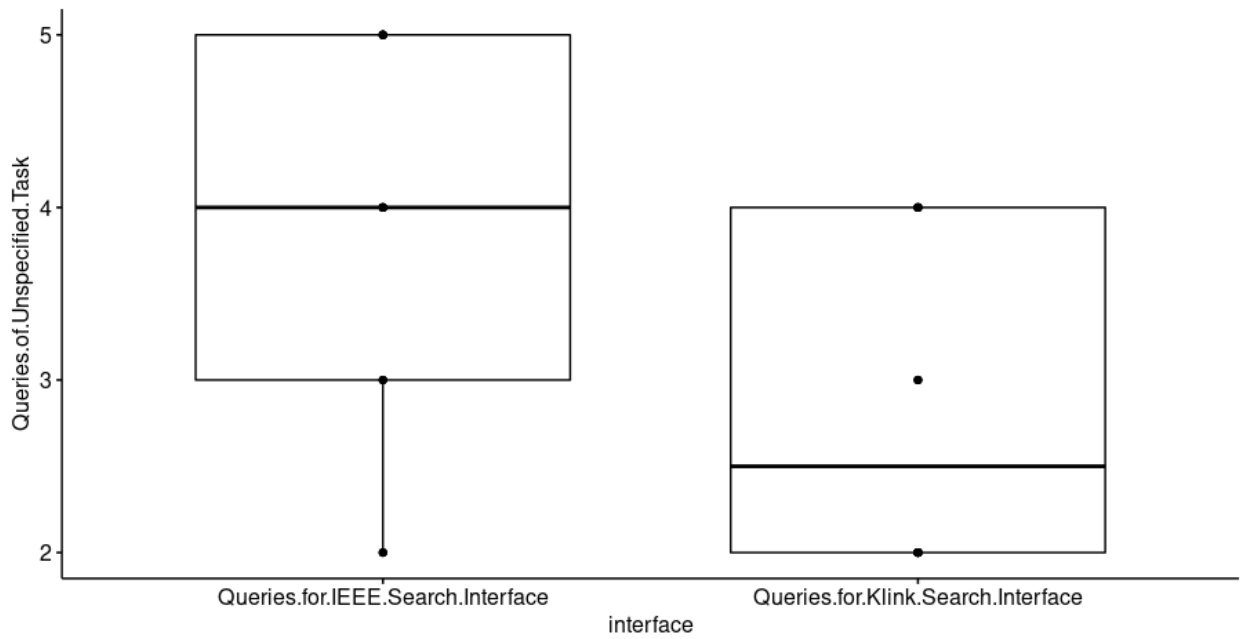 Queries.of.Unspecified.Task
5
4
3
2
Queries.for.IEEE.Search.Interface
Queries.for.Klink.Search.Interface
interface